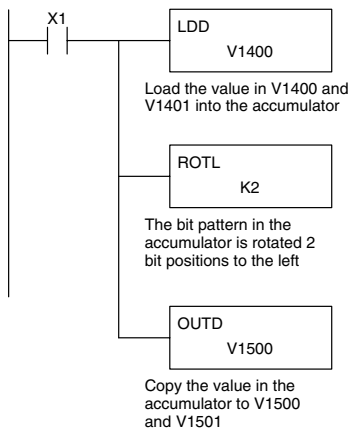 X1
LDD
V1400
Load the value in V1400 and
V1401 into the accumulator
ROTL
K2
The bit pattern in the
accumulator is rotated 2
bit positions to the left
OUTD
V1500
Copy the value in the
accumulator to V1500
and V1501